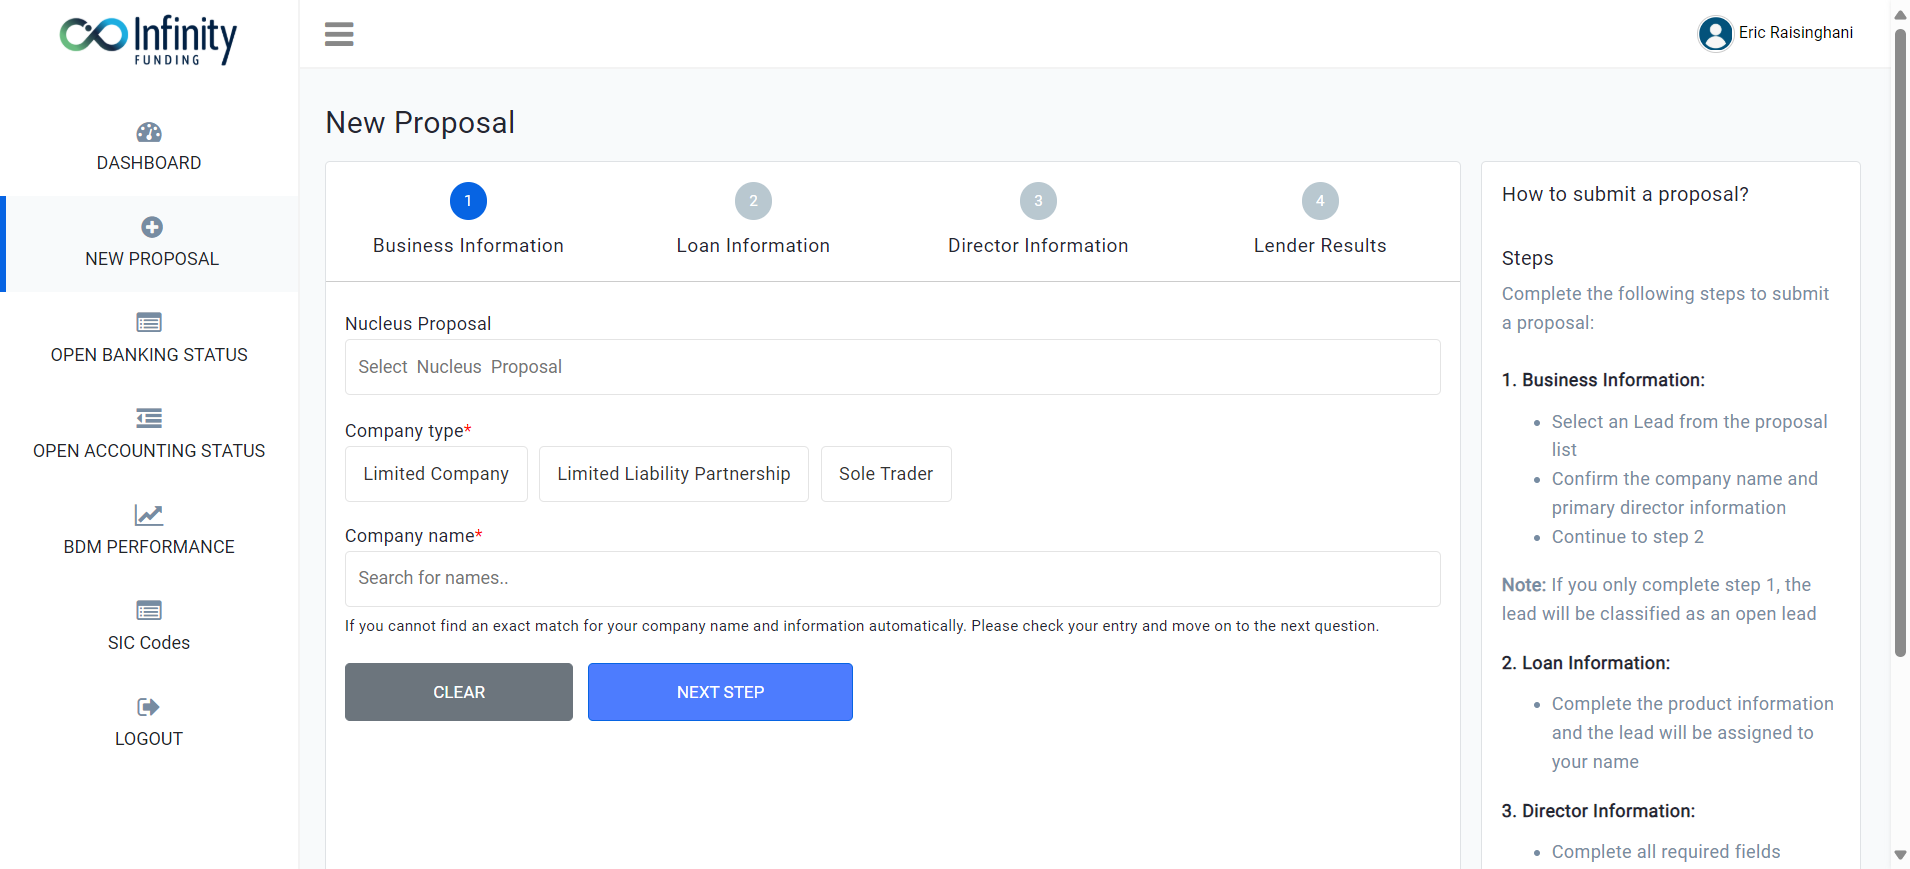 Infinity
FUNDING
DASHBOARD
NEW PROPOSAL
OPEN BANKING STATUS
OPEN ACCOUNTING STATUS
BDM PERFORMANCE
SIC Codes
LOGOUT
Eric Raisinghani
New Proposal
1
2
3
4
Business Information
Loan Information
Director Information
Lender Results
Nucleus Proposal
Select Nucleus Proposal
Company type*
Limited Company
Limited Liability Partnership
Sole Trader
Company name*
Search for names..
If you cannot find an exact match for your company name and information automatically. Please check your entry and move on to the next question.
CLEAR
NEXT STEP
How to submit a proposal?
Steps
Complete the following steps to submit
a proposal:
1. Business Information:
• Select an Lead from the proposal
list
• Confirm the company name and
primary director information
• Continue to step 2
Note: If you only complete step 1, the
lead will be classified as an open lead
2. Loan Information:
• Complete the product information
and the lead will be assigned to
your name
3. Director Information:
• Complete all required fields